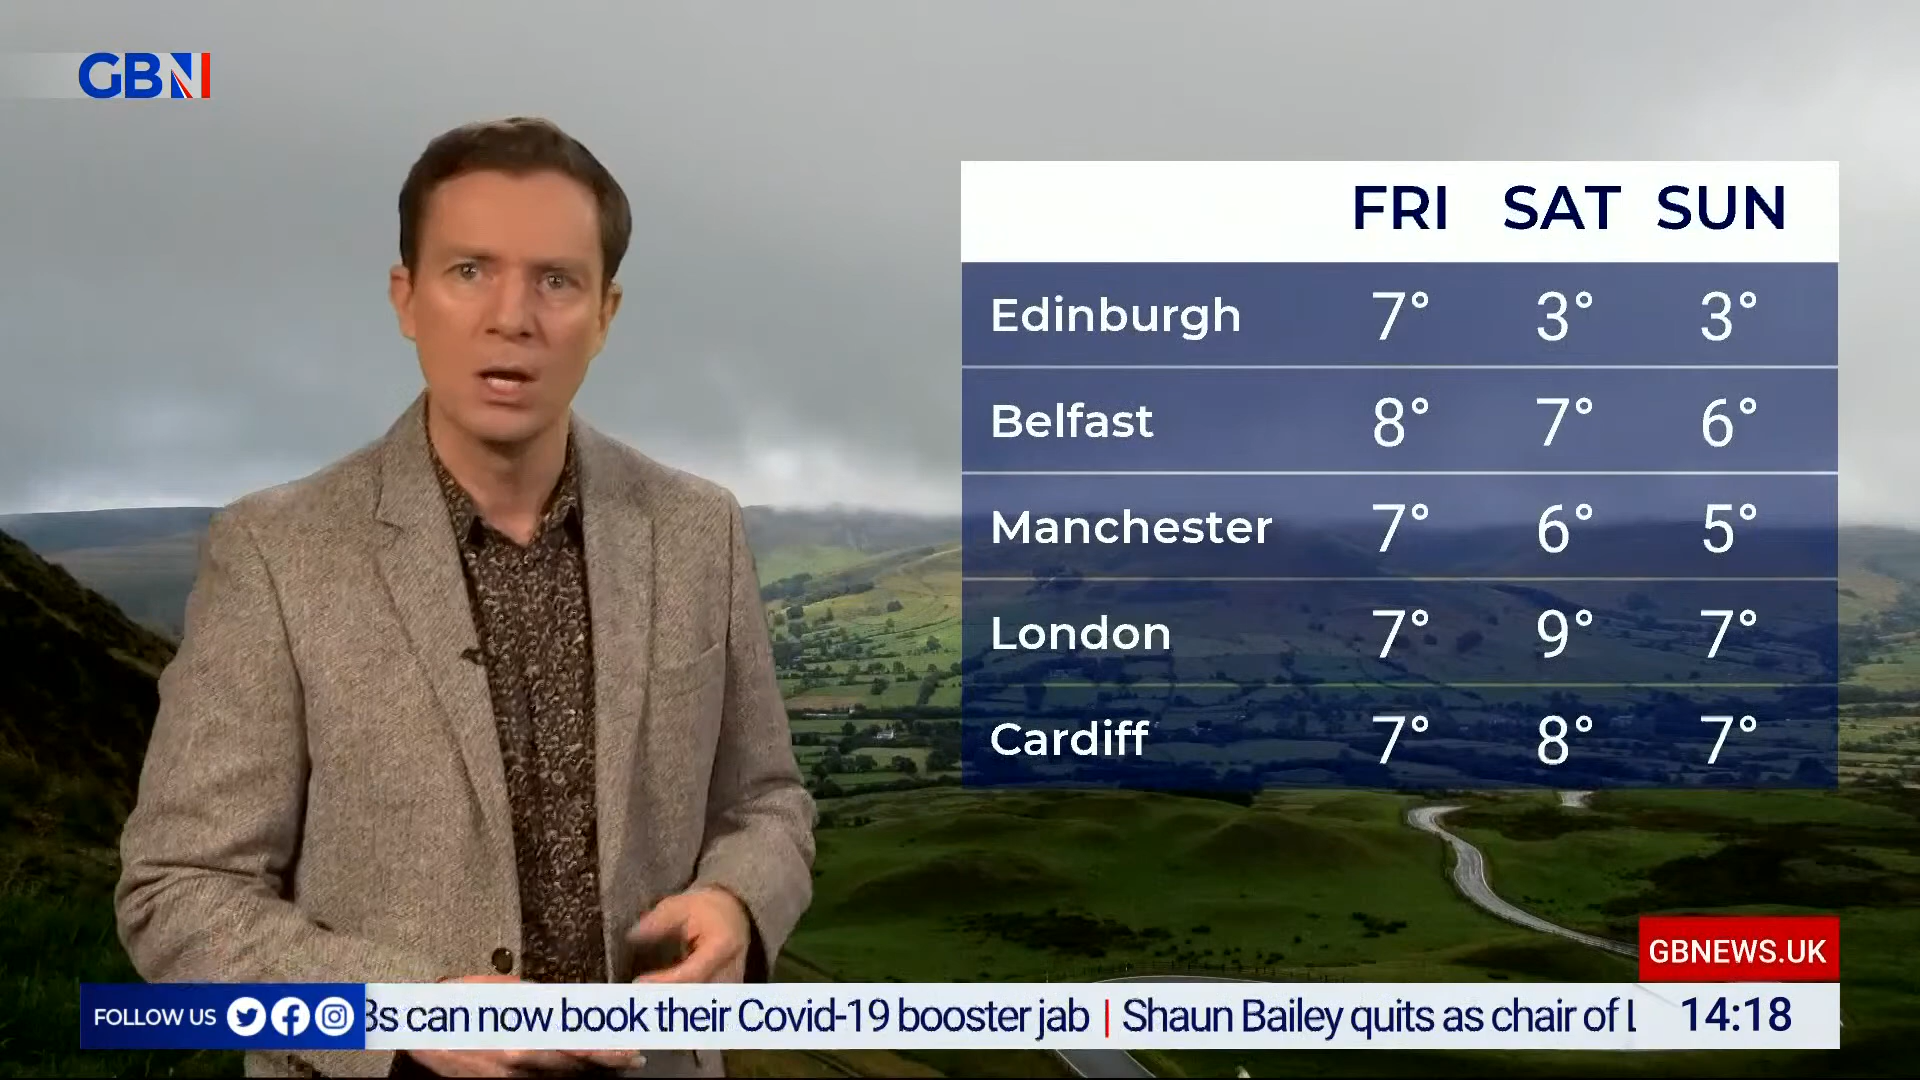 GBN
FRI SAT SUN
Edinburgh 7° 3° 3°
Belfast 8° 7° 6°
Manchester 7° 6° 5°
London 7° 9° 7°
Cardiff 7° 8° 7°
GBNEWS.UK
FOLLOW US can now book their Covid-19 booster jab | Shaun Bailey quits as chair of 14:18